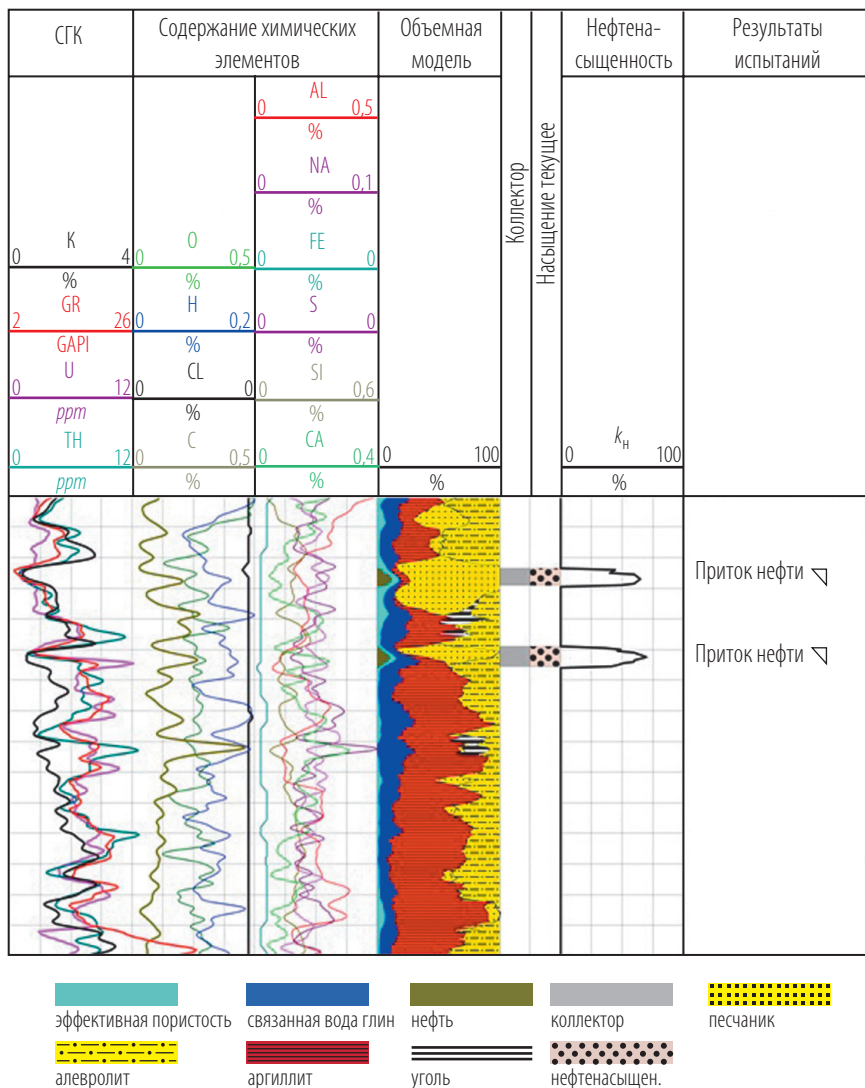 СГК
Содержание химических
элементов
Объемная
модель
Коллектор
Насыщение текущее
Нефтена-
сыщенность
Результаты
испытаний
K
0 4
%
GR
2 26
GAPI
U
0 12
ppm
TH
0 12
ppm
O
0 0,5
%
H
0 0,2
%
CL
0 0
%
C
0 0,5
%
AL
0 0,5
%
NA
0 0,1
%
FE
0 0
%
S
0 0
%
SI
0 0,6
%
CA
0 0,4
%
0 100
%
kн
0 100
%
Приток нефти
Приток нефти
эффективная пористость
связанная вода глин
нефть
коллектор
песчаник
алевролит
аргиллит
уголь
нефтенасыщен.